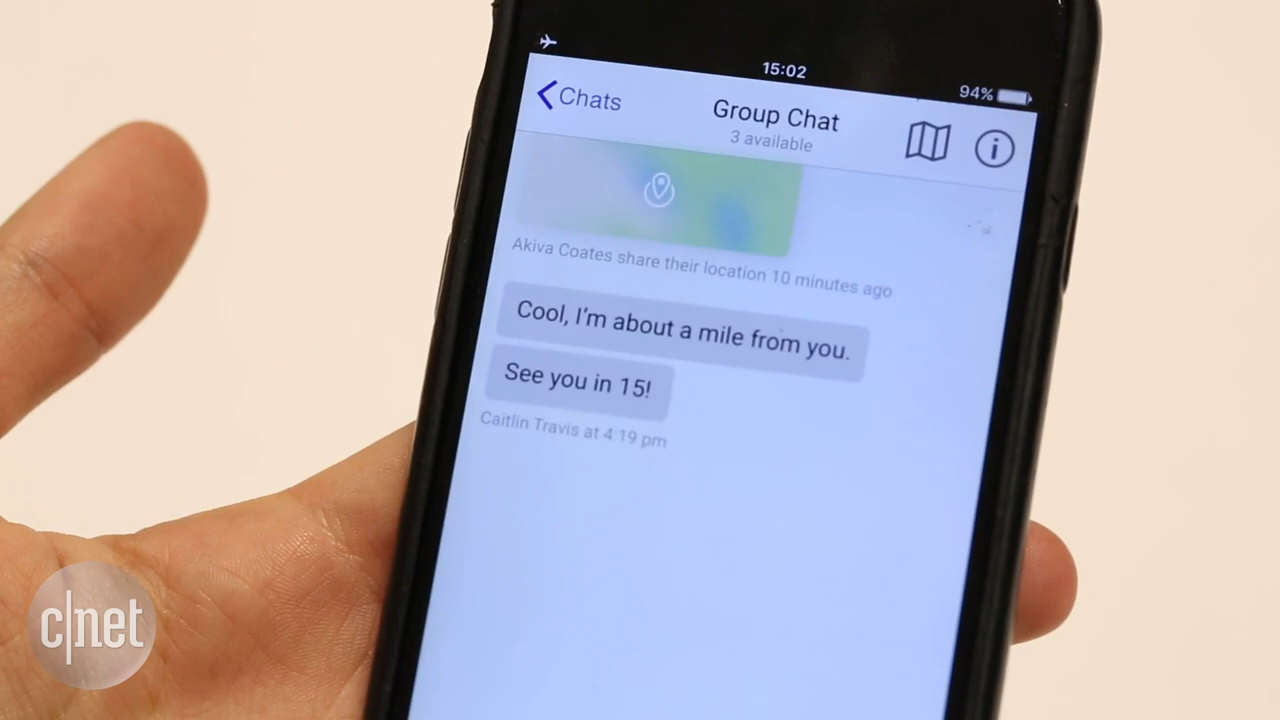 15:02
94%
Chats
Group Chat
3 available
Akiva Coates share their location 10 minutes ago
Cool, I'm about a mile from you.
See you in 15!
Caitlin Travis at 4:19 pm
c|net